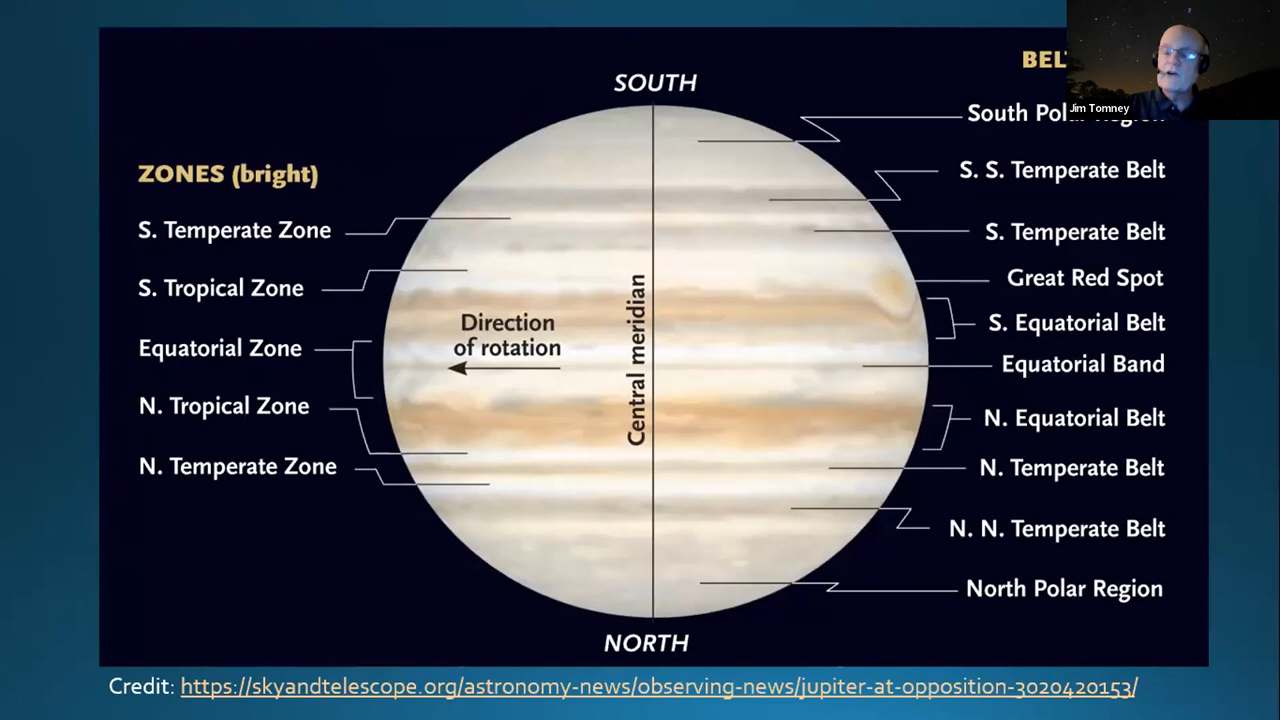 SOUTH
ZONES (bright)
S. Temperate Zone
S. Tropical Zone
Equatorial Zone
N. Tropical Zone
N. Temperate Zone
Direction
of rotation
Central meridian
Jim Tomney
South Polar Region
S. S. Temperate Belt
S. Temperate Belt
Great Red Spot
S. Equatorial Belt
Equatorial Band
N. Equatorial Belt
N. Temperate Belt
N. N. Temperate Belt
North Polar Region
NORTH
Credit: https://skyandtelescope.org/astronomy-news/observing-news/jupiter-at-opposition-3020420153/